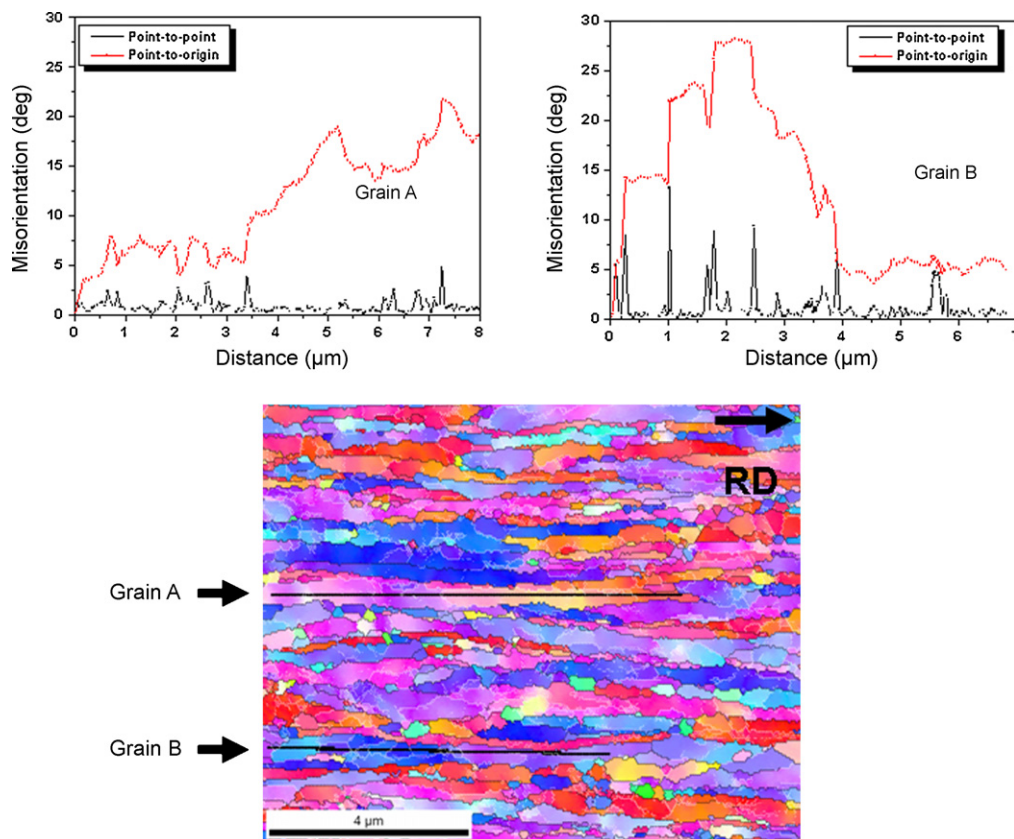 30
25
20
15
10
5
0
Misorientation (deg)
Point-to-point
Point-to-origin
Grain A
0 1 2 3 4 5 6 7 8
Distance (µm)
30
25
20
15
10
5
0
Misorientation (deg)
Point-to-point
Point-to-origin
Grain B
0 1 2 3 4 5 6
Distance (µm)
RD
Grain A
Grain B
4 µm